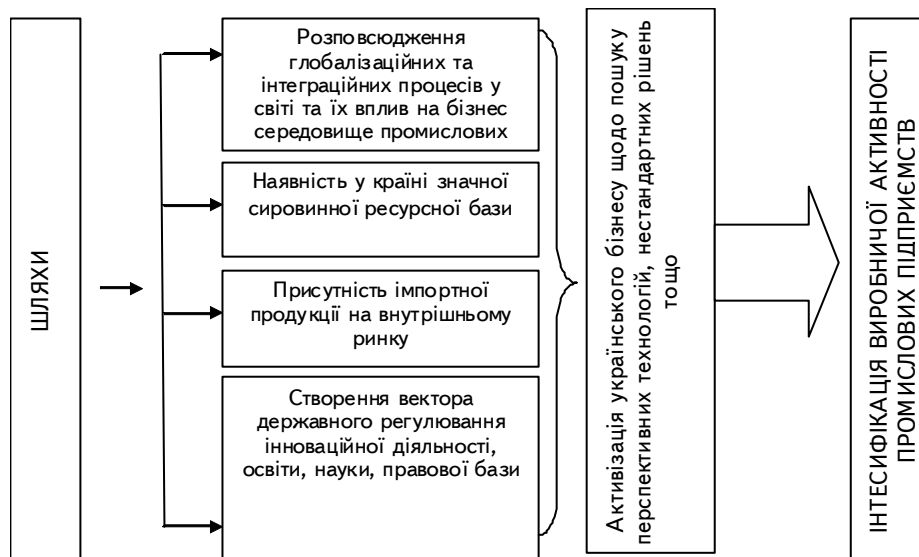 ШЛЯХИ
Розповсюдження
глобалізаційних та
інтеграційних процесів у
світі та їх вплив на бізнес
середовище промислових
Наявність у країні значної
сировинної ресурсної бази
Присутність імпортної
продукції на внутрішньому
ринку
Створення вектора
державного регулювання
інноваційної діяльності,
освіти, науки, правової бази
Активізація українського бізнесу щодо пошуку
перспективних технологій, нестандартних рішень
тощо
ІНТЕСИФІКАЦІЯ ВИРОБНИЧОЇ АКТИВНОСТІ
ПРОМИСЛОВИХ ПІДПРИЄМСТВ